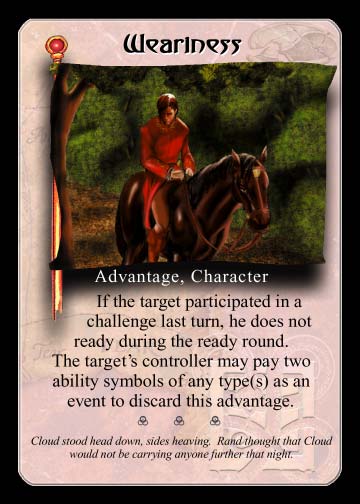 Weariness
Advantage, Character
If the target participated in a
challenge last turn, he does not
ready during the ready round.
The target's controller may pay two
ability symbols of any type(s) as an
event to discard this advantage.
Cloud stood head down, sides heaving. Rand thought that Cloud
would not be carrying anyone further that night.